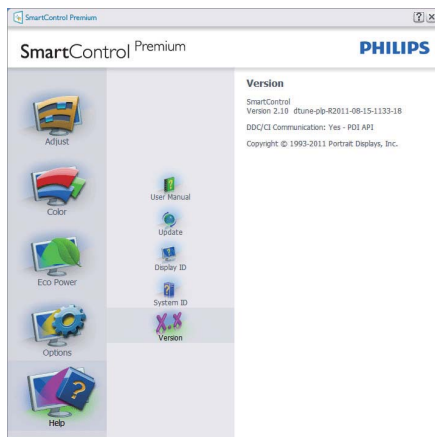 SmartControl Premium
SmartControl Premium
PHILIPS
Adjust
Color
Eco Power
Options
Help
User Manual
Update
Display ID
System ID
X.X
Version
Version
SmartControl
Version 2.10 dtune-plp-R2011-08-15-1133-18
DDC/CI Communication: Yes - PDI API
Copyright © 1993-2011 Portrait Displays, Inc.